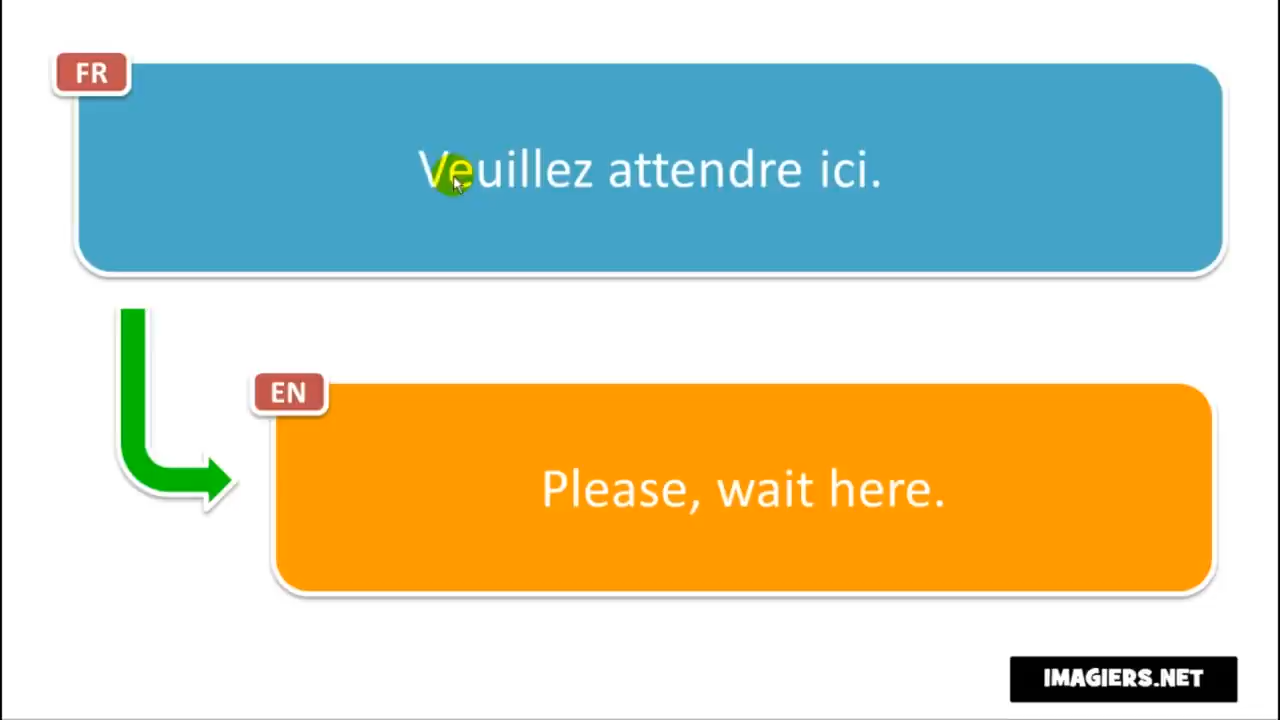 FR
Veuillez attendre ici.
EN
Please, wait here.
IMAGIERS.NET